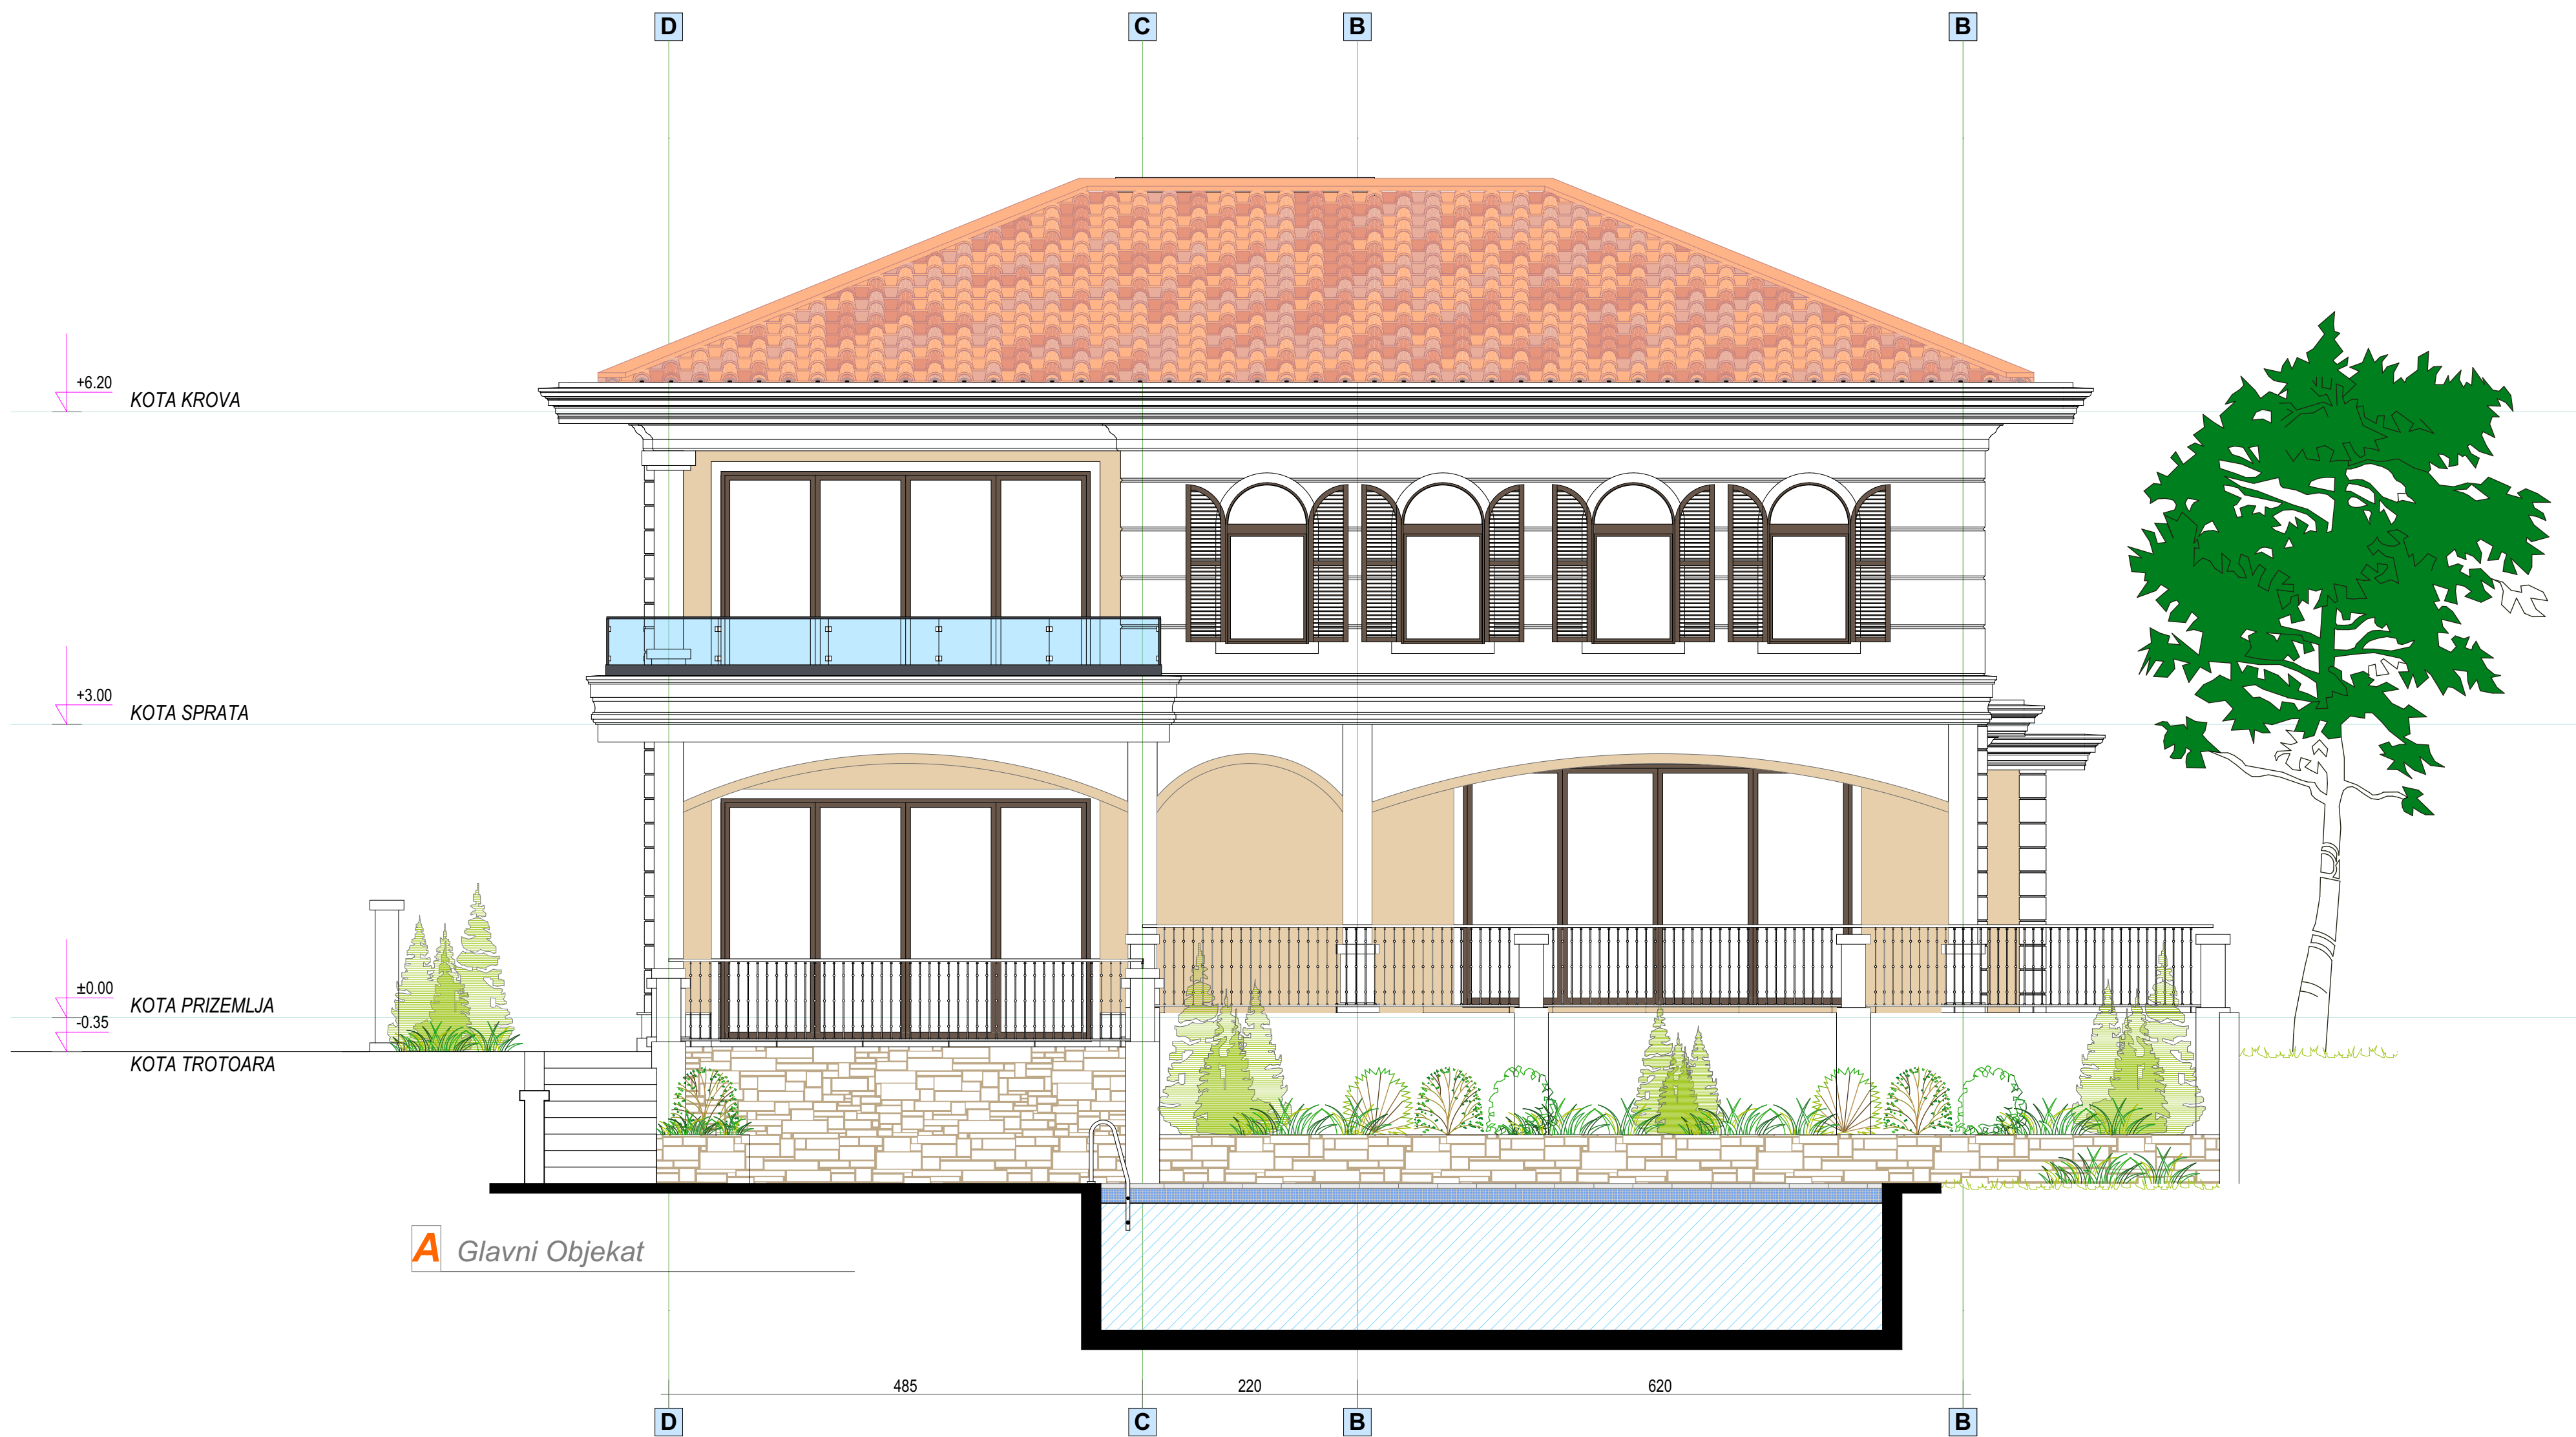 D C B B
+6.20
KOTA KROVA
+3.00
KOTA SPRATA
±0.00
KOTA PRIZEMLJA
-0.35
KOTA TROTOARA
A Glavni Objekat
485 220 620
D C B B